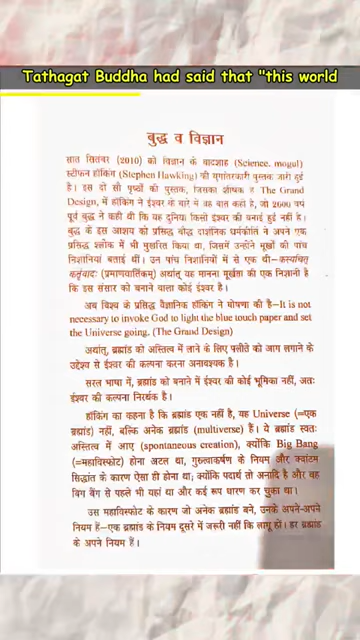 Tathagat Buddha had said that "this world
बुद्ध व विज्ञान
सात सितंबर (2010) को विज्ञान के बादशाह (Science. mogul)
स्टीफन हॉकिंग (Stephen Hawking) की युगांतरकारी पुस्तक जारी हुई
है। इस दो सौ पृष्ठों की पुस्तक, जिसका शीर्षक है The Grand
Design, में हॉकिंग ने ईश्वर के बारे में वह बात कही है, जो 2600 वर्ष
पूर्व बुद्ध ने कही थी कि यह दुनिया किसी ईश्वर की बनाई हुई नहीं है।
बुद्ध के इस आशय को प्रसिद्ध बौद्ध दार्शनिक धर्मकीर्ति ने अपने एक
प्रसिद्ध श्लोक में भी मुखरित किया था, जिसमें उन्होंने मूर्खों की पांच
निशानियां बताई थीं। उन पांच निशानियों में से एक थी– कस्यचित्
कर्तृवादः (प्रमाणवार्तिकम्) अर्थात् यह मानना मूर्खता की एक निशानी है
कि इस संसार को बनाने वाला कोई ईश्वर है।
अब विश्व के प्रसिद्ध वैज्ञानिक हॉकिंग ने घोषणा की है–It is not
necessary to invoke God to light the blue touch paper and set
the Universe going. (The Grand Design)
अर्थात्, ब्रह्मांड को अस्तित्व में लाने के लिए पलीते को आग लगाने के
उद्देश्य से ईश्वर की कल्पना करना अनावश्यक है।
सरल भाषा में, ब्रह्मांड को बनाने में ईश्वर की कोई भूमिका नहीं, अतः
ईश्वर की कल्पना निरर्थक है।
हॉकिंग का कहना है कि ब्रह्मांड एक नहीं है, यह Universe (=एक
ब्रह्मांड) नहीं, बल्कि अनेक ब्रह्मांड (multiverse) हैं। ये ब्रह्मांड स्वतः
अस्तित्व में आए (spontaneous creation), क्योंकि Big Bang
(=महाविस्फोट) होना अटल था, गुरुत्वाकर्षण के नियम और क्वांटम
सिद्धांत के कारण ऐसा ही होना था; क्योंकि पदार्थ तो अनादि है और वह
बिग बैंग से पहले भी यहां था और कई रूप धारण कर चुका था।
उस महाविस्फोट के कारण जो अनेक ब्रह्मांड बने, उनके अपने-अपने
नियम हैं–एक ब्रह्मांड के नियम दूसरे में जरूरी नहीं कि लागू हों। हर ब्रह्मांड
के अपने नियम हैं।